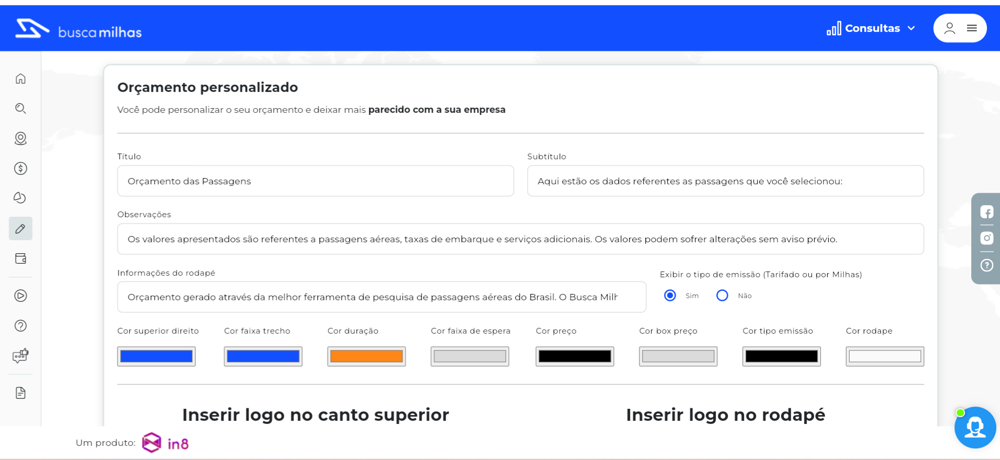 buscamilhas
Consultas
Orçamento personalizado
Você pode personalizar o seu orçamento e deixar mais parecido com a sua empresa
Título
Subtítulo
Orçamento das Passagens
Aqui estão os dados referentes as passagens que você selecionou:
Observações
Os valores apresentados são referentes a passagens aéreas, taxas de embarque e serviços adicionais. Os valores podem sofrer alterações sem aviso prévio.
Informações do rodapé
Exibir o tipo de emissão (Tarifado ou por Milhas)
Orçamento gerado através da melhor ferramenta de pesquisa de passagens aéreas do Brasil. O Busca Milh
Sim Não
Cor superior direito Cor faixa trecho Cor duração Cor faixa de espera Cor preço Cor box preço Cor tipo emissão Cor rodape
Inserir logo no canto superior
Inserir logo no rodapé
Um produto: in8